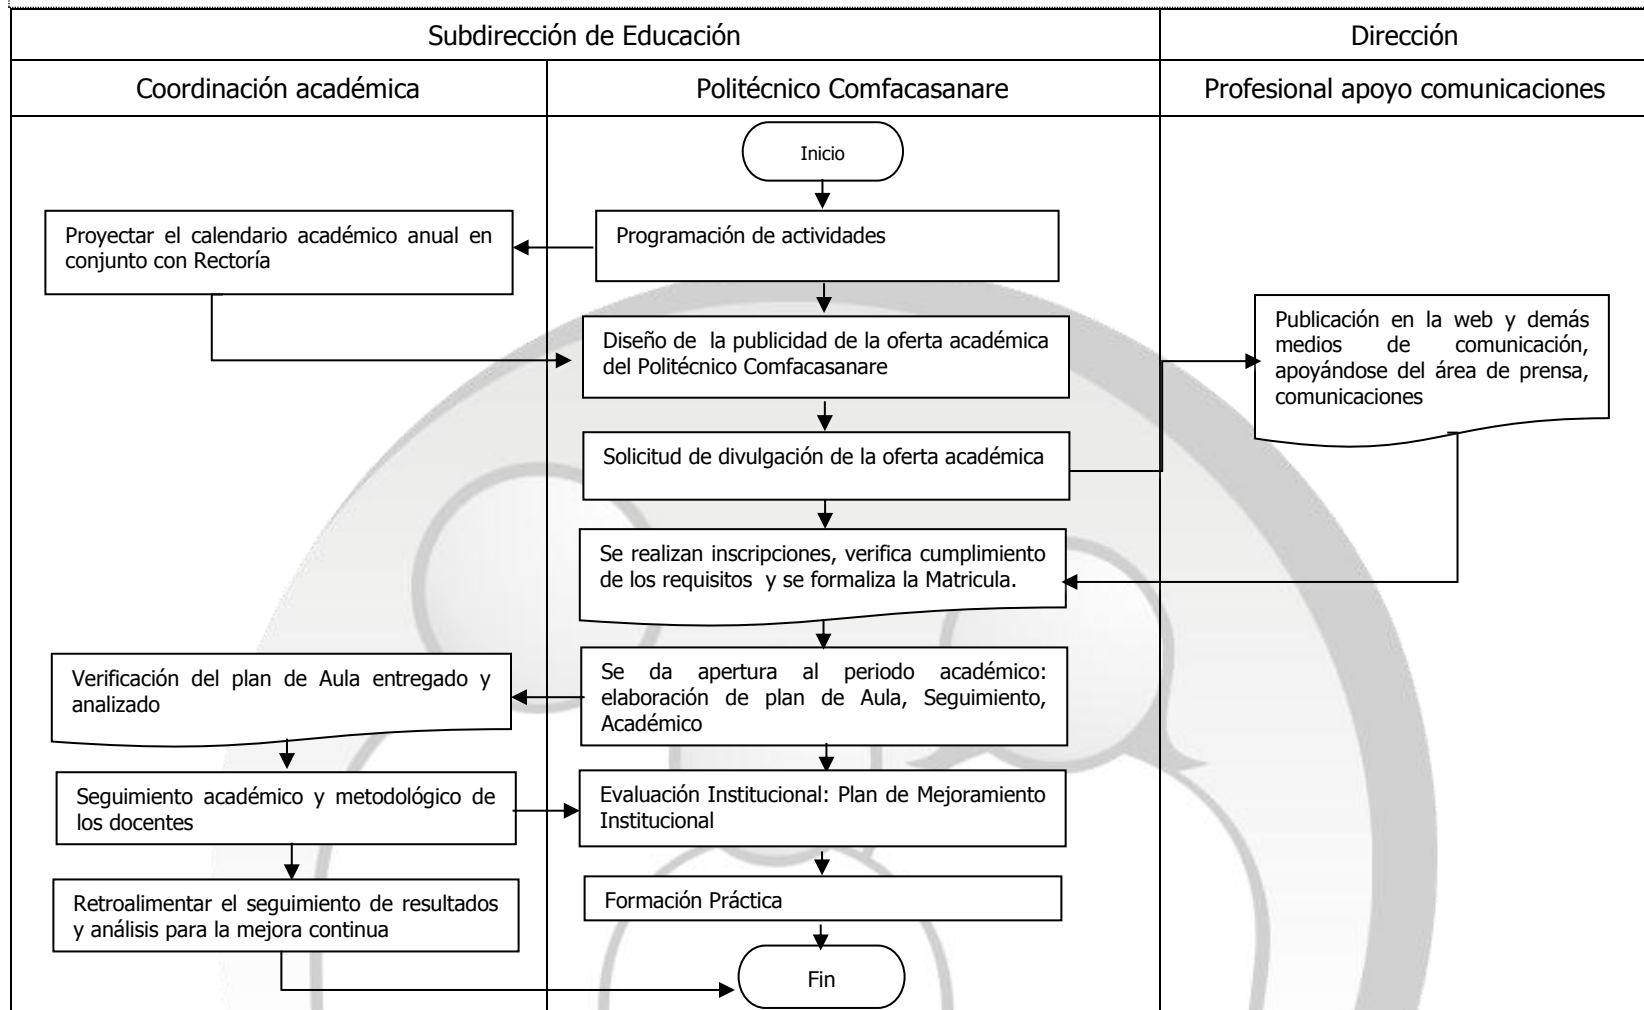 Subdirección de Educación
Dirección
Coordinación académica
Politécnico Comfacasanare
Profesional apoyo comunicaciones
Inicio
Proyectar el calendario académico anual en
conjunto con Rectoría
Programación de actividades
Diseño de la publicidad de la oferta académica
del Politécnico Comfacasanare
Publicación en la web y demás
medios de comunicación,
apoyándose del área de prensa,
comunicaciones
Solicitud de divulgación de la oferta académica
Se realizan inscripciones, verifica cumplimiento
de los requisitos y se formaliza la Matricula.
Verificación del plan de Aula entregado y
analizado
Se da apertura al periodo académico:
elaboración de plan de Aula, Seguimiento,
Académico
Seguimiento académico y metodológico de
los docentes
Evaluación Institucional: Plan de Mejoramiento
Institucional
Retroalimentar el seguimiento de resultados
y análisis para la mejora continua
Formación Práctica
Fin